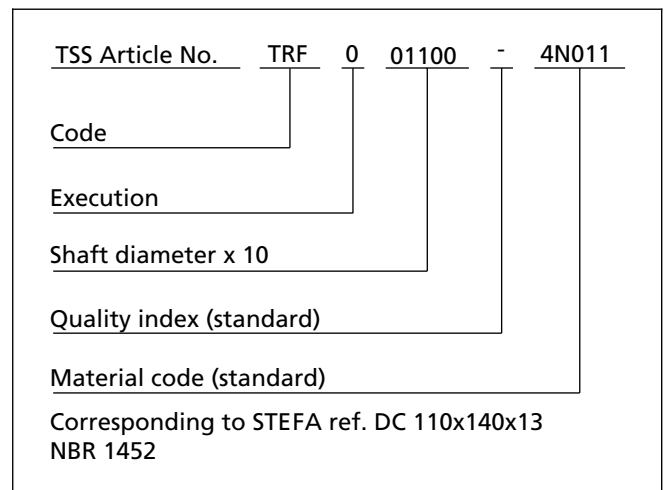 TSS Article No. TRF 0 01100 - 4N011
Code
Execution
Shaft diameter x 10
Quality index (standard)
Material code (standard)
Corresponding to STEFA ref. DC 110x140x13
NBR 1452